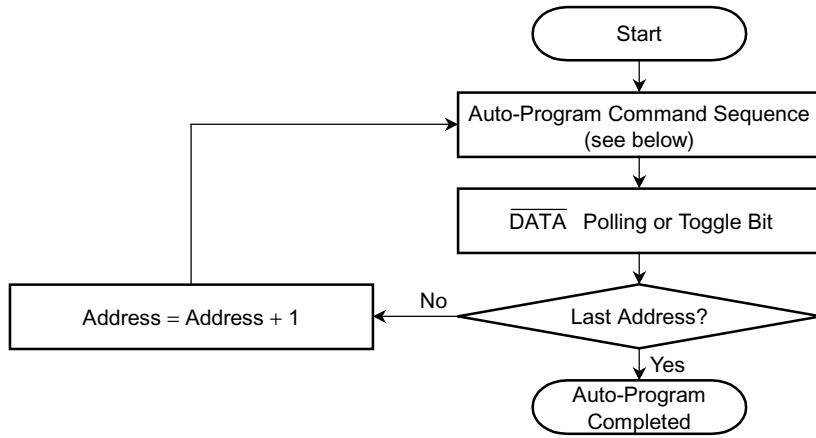 Start
Auto-Program Command Sequence
(see below)
DATA Polling or Toggle Bit
Address = Address + 1
No
Last Address?
Yes
Auto-Program
Completed